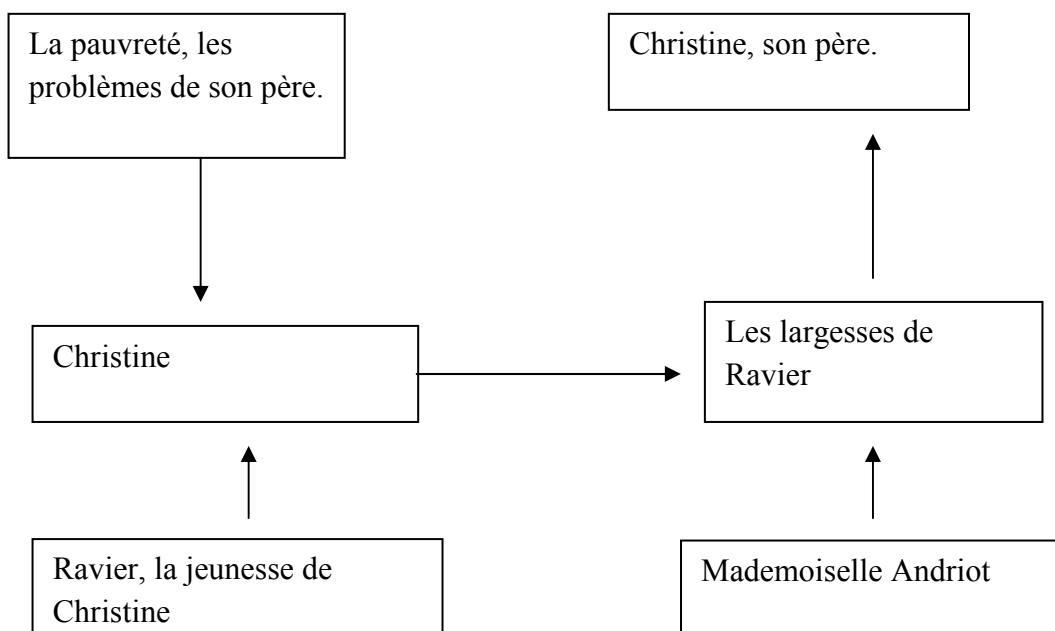 La pauvreté, les
problèmes de son père.
Christine, son père.
Christine
Les largesses de
Ravier
Ravier, la jeunesse de
Christine
Mademoiselle Andriot